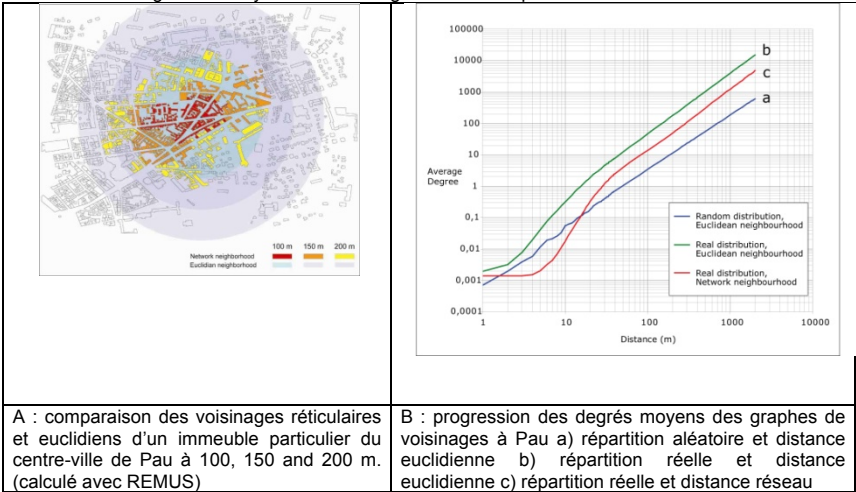 100 m 150 m 200 m
Network neighborhood
Euclidian neighborhood
100000
10000
1000
100
10
1
0,1
0,01
0,001
0,0001
Average
Degree
b
c
a
Random distribution,
Euclidean neighbourhood
Real distribution,
Euclidean neighbourhood
Real distribution,
Network neighbourhood
1 10 100 1000 10000
Distance (m)
A : comparaison des voisinages réticulaires
et euclidiens d’un immeuble particulier du
centre-ville de Pau à 100, 150 and 200 m.
(calculé avec REMUS)
B : progression des degrés moyens des graphes de
voisinages à Pau a) répartition aléatoire et distance
euclidienne b) répartition réelle et distance
euclidienne c) répartition réelle et distance réseau